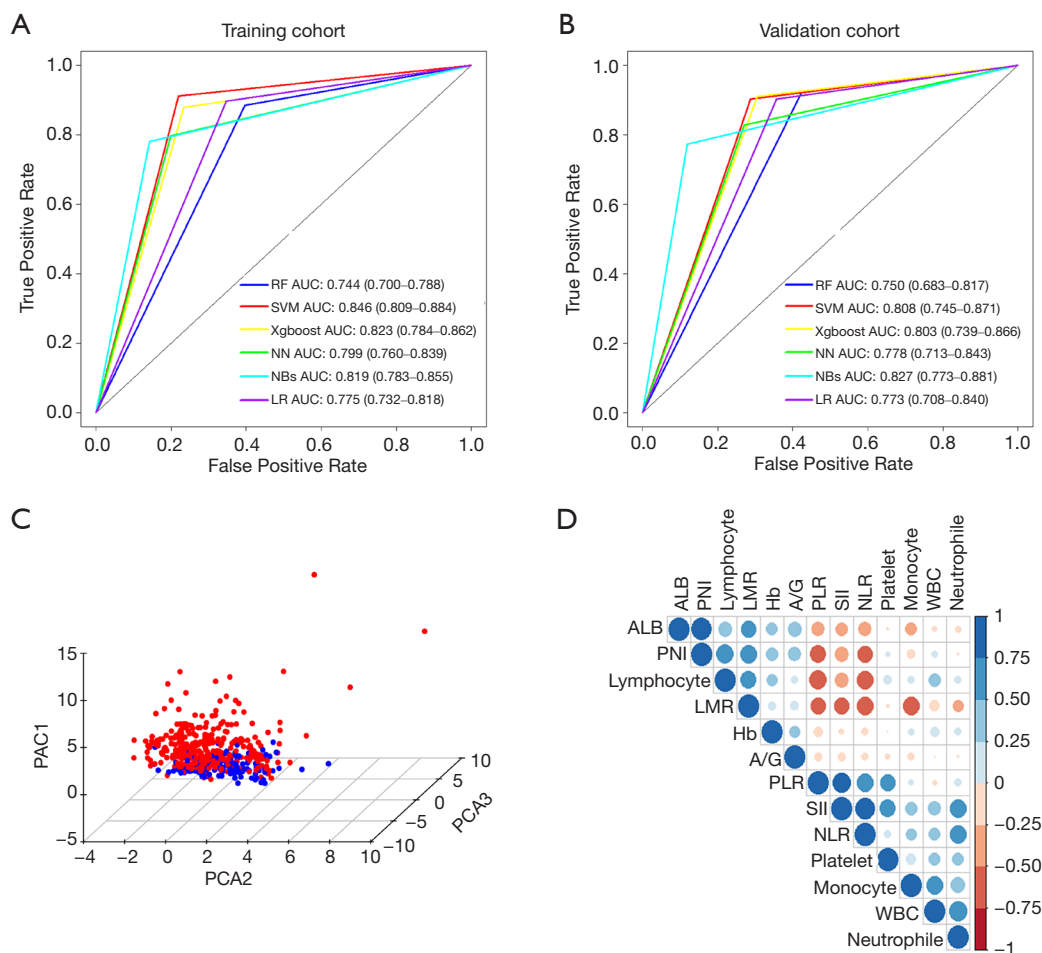 A
Training cohort
True Positive Rate
1.0
0.8
0.6
0.4
0.2
0.0
RF AUC: 0.744 (0.700–0.788)
SVM AUC: 0.846 (0.809–0.884)
Xgboost AUC: 0.823 (0.784–0.862)
NN AUC: 0.799 (0.760–0.839)
NBs AUC: 0.819 (0.783–0.855)
LR AUC: 0.775 (0.732–0.818)
0.0 0.2 0.4 0.6 0.8 1.0
False Positive Rate
B
Validation cohort
True Positive Rate
1.0
0.8
0.6
0.4
0.2
0.0
RF AUC: 0.750 (0.683–0.817)
SVM AUC: 0.808 (0.745–0.871)
Xgboost AUC: 0.803 (0.739–0.866)
NN AUC: 0.778 (0.713–0.843)
NBs AUC: 0.827 (0.773–0.881)
LR AUC: 0.773 (0.708–0.840)
0.0 0.2 0.4 0.6 0.8 1.0
False Positive Rate
C
PAC1
15
10
5
0
−5
−4 −2 0 2 4 6 8 10
PCA2
−10
−5
0
5
10
PCA3
D
ALB PNI Lymphocyte LMR Hb A/G PLR SII NLR Platelet Monocyte WBC Neutrophile
ALB
PNI
Lymphocyte
LMR
Hb
A/G
PLR
SII
NLR
Platelet
Monocyte
WBC
Neutrophile
1
0.75
0.50
0.25
0
−0.25
−0.50
−0.75
−1